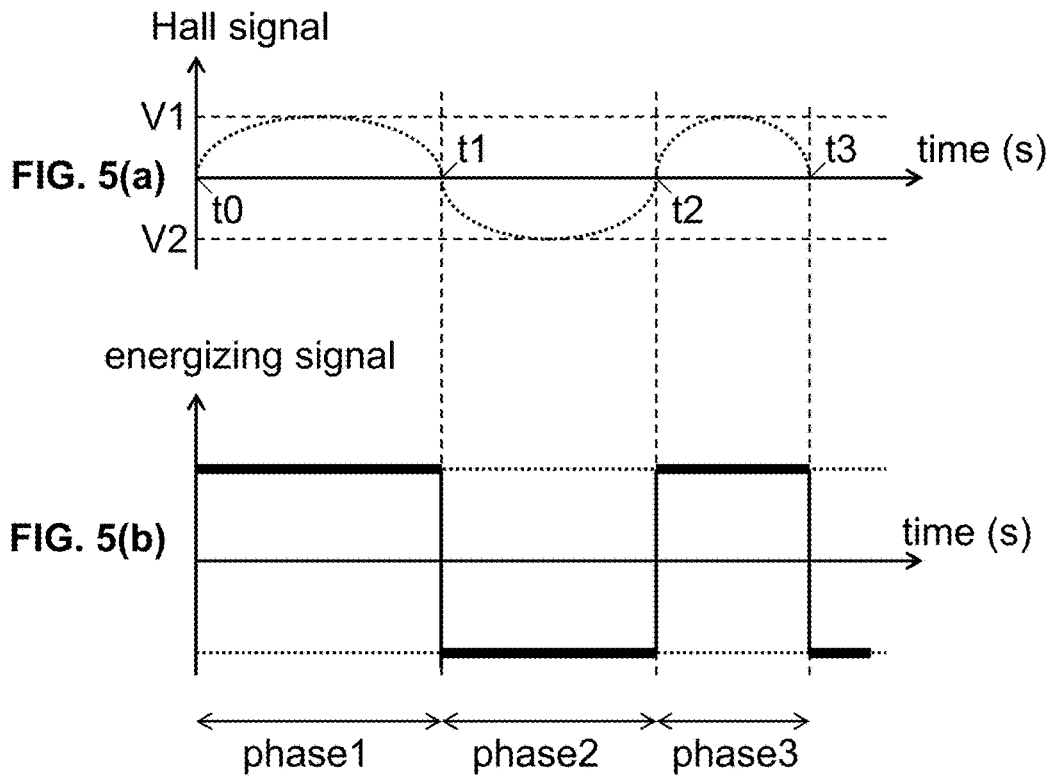 Hall signal
V1
t1
t3
time (s)
FIG. 5(a)
t0
t2
V2
energizing signal
FIG. 5(b)
time (s)
phase1
phase2
phase3